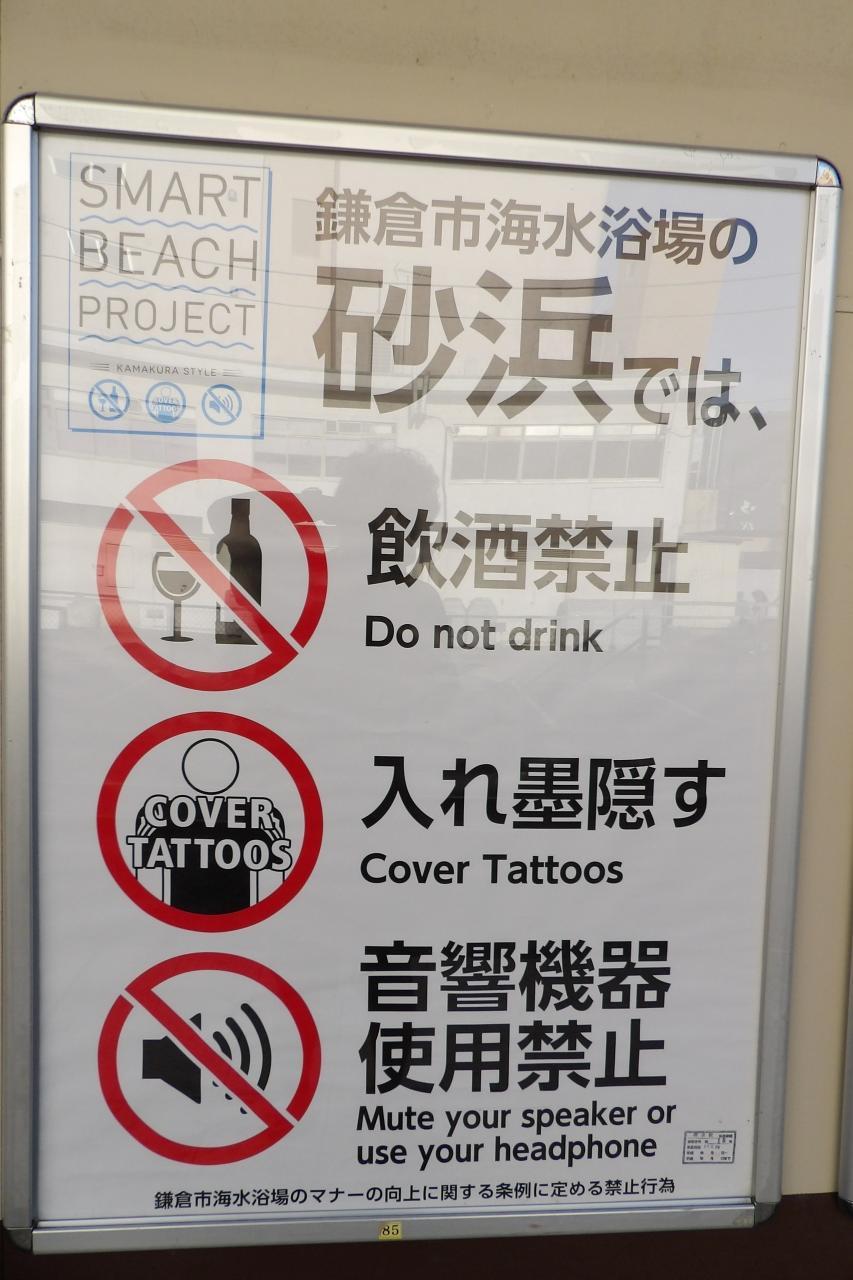 SMART
BEACH
PROJECT
KAMAKURA STYLE
COVER
TATTOOS
鎌倉市海水浴場の
砂浜では、
飲酒禁止
Do not drink
COVER
TATTOOS
入れ墨隠す
Cover Tattoos
音響機器
使用禁止
Mute your speaker or
use your headphone
鎌倉市海水浴場のマナーの向上に関する条例に定める禁止行為
85